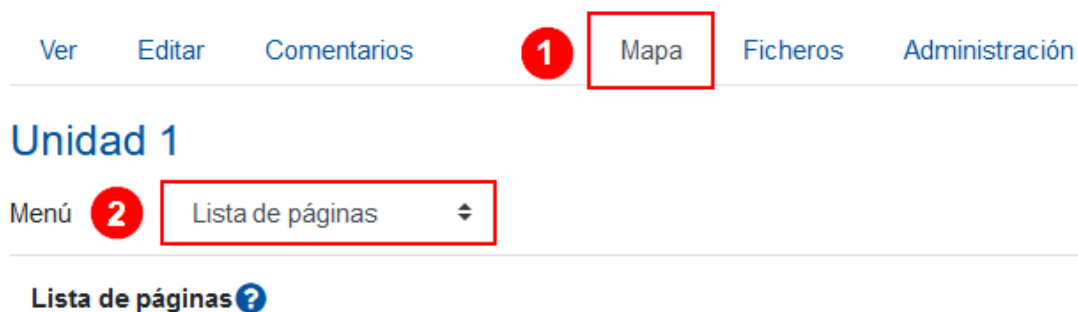 Ver Editar Comentarios 1 Mapa Ficheros Administración
Unidad 1
Menú 2 Lista de páginas
Lista de páginas ?